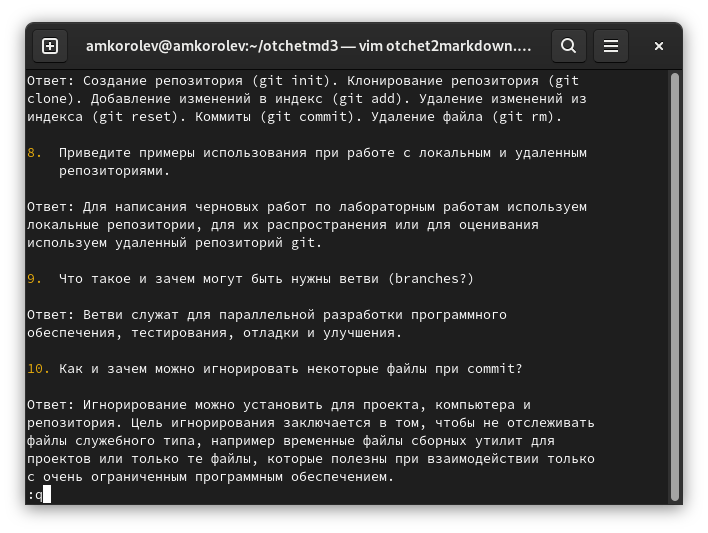 amkorolev@amkorolev:~/otchetmd3 — vim otchet2markdown.…
Ответ: Создание репозитория (git init). Клонирование репозитория (git
clone). Добавление изменений в индекс (git add). Удаление изменений из
индекса (git reset). Коммиты (git commit). Удаление файла (git rm).
8. Приведите примеры использования при работе с локальным и удаленным
репозиториями.
Ответ: Для написания черновых работ по лабораторным работам используем
локальные репозитории, для их распространения или для оценивания
используем удаленный репозиторий git.
9. Что такое и зачем могут быть нужны ветви (branches?)
Ответ: Ветви служат для параллельной разработки программного
обеспечения, тестирования, отладки и улучшения.
10. Как и зачем можно игнорировать некоторые файлы при commit?
Ответ: Игнорирование можно установить для проекта, компьютера и
репозитория. Цель игнорирования заключается в том, чтобы не отслеживать
файлы служебного типа, например временные файлы сборных утилит для
проектов или только те файлы, которые полезны при взаимодействии только
с очень ограниченным программным обеспечением.
:q